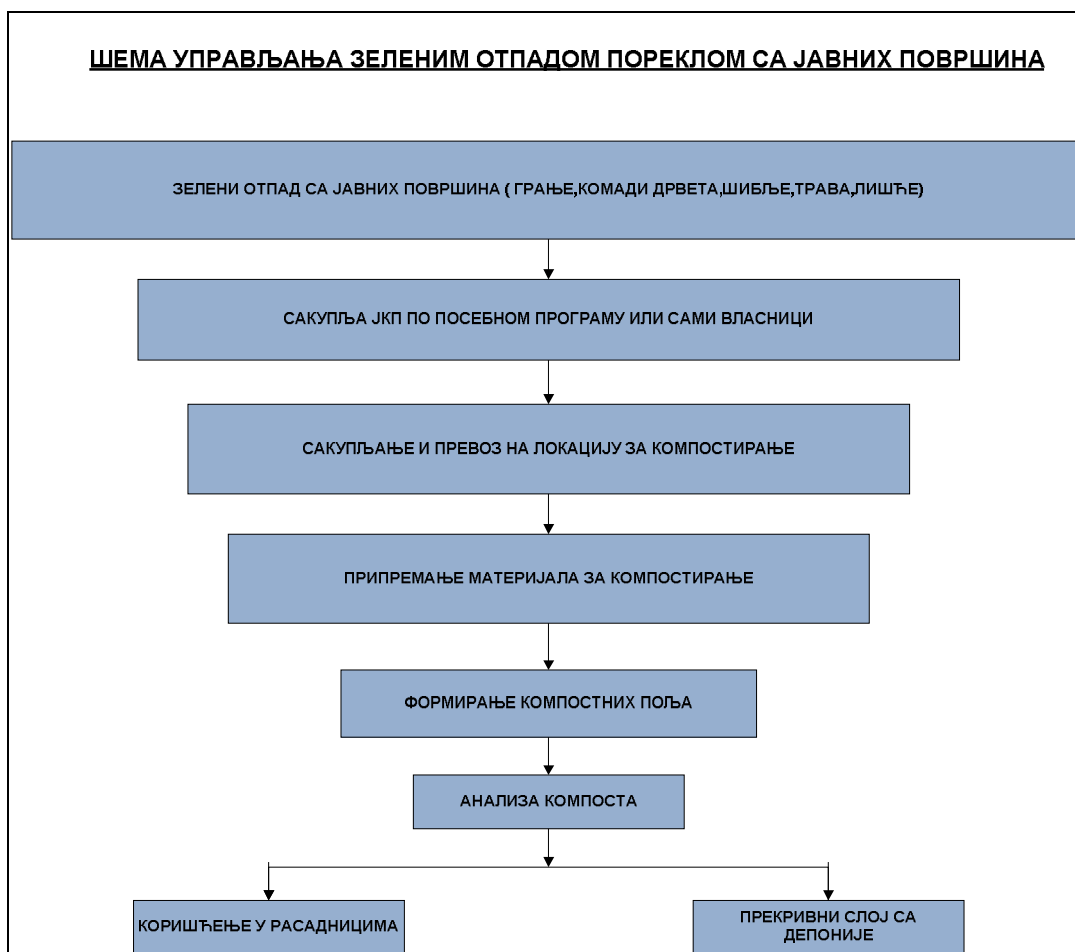 ШЕМА УПРАВЉАЊА ЗЕЛЕНИМ ОТПАДОМ ПОРЕКЛОМ СА ЈАВНИХ ПОВРШИНА
ЗЕЛЕНИ ОТПАД СА ЈАВНИХ ПОВРШИНА ( ГРАЊЕ,КОМАДИ ДРВЕТА,ШИБЉЕ,ТРАВА,ЛИШЋЕ)
САКУПЉА ЈКП ПО ПОСЕБНОМ ПРОГРАМУ ИЛИ САМИ ВЛАСНИЦИ
САКУПЉАЊЕ И ПРЕВОЗ НА ЛОКАЦИЈУ ЗА КОМПОСТИРАЊЕ
ПРИПРЕМАЊЕ МАТЕРИЈАЛА ЗА КОМПОСТИРАЊЕ
ФОРМИРАЊЕ КОМПОСТНИХ ПОЉА
АНАЛИЗА КОМПОСТА
КОРИШЋЕЊЕ У РАСАДНИЦИМА
ПРЕКРИВНИ СЛОЈ СА
ДЕПОНИЈЕ